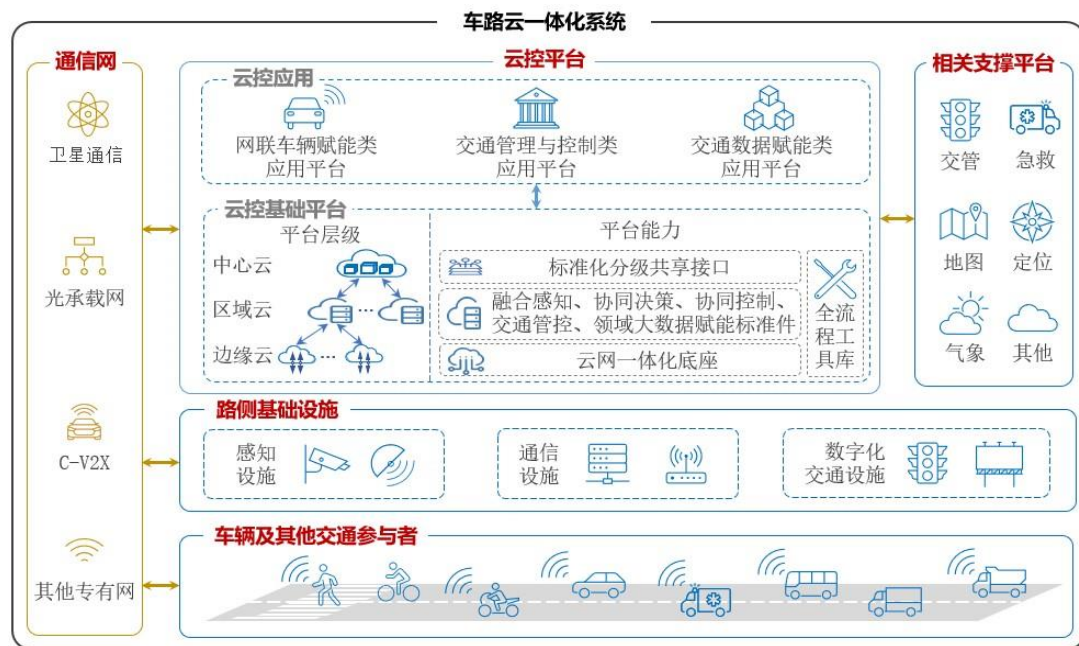 车路云一体化系统
通信网
卫星通信
光承载网
C-V2X
其他专有网
云控平台
云控应用
网联车辆赋能类
应用平台
交通管理与控制类
应用平台
交通数据赋能类
应用平台
云控基础平台
平台层级
中心云
区域云
...
边缘云
...
平台能力
标准化分级共享接口
融合感知、协同决策、协同控制、
交通管控、领域大数据赋能标准件
云网一体化底座
全流
程工
具库
相关支撑平台
交管
急救
地图
定位
气象
其他
路侧基础设施
感知
设施
通信
设施
数字化
交通设施
车辆及其他交通参与者